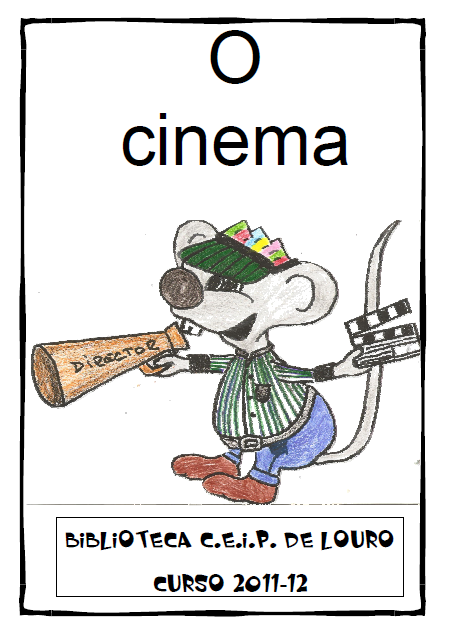 O
cinema
DIRECTOR
BIBLIOTECA C.E.I.P. DE LOURO
CURSO 2011-12